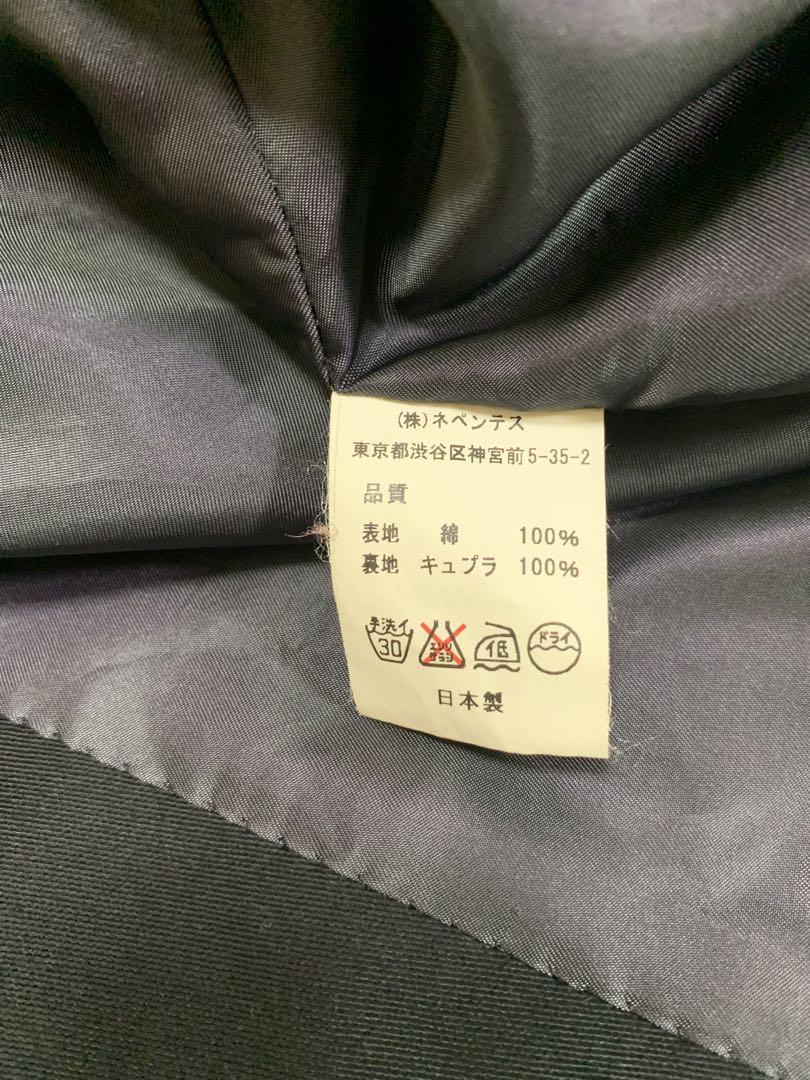 (株)ネペンテス
東京都渋谷区神宮前5-35-2
品質
表地 綿 100%
裏地 キュプラ 100%
手洗イ 30 エンソサラシ 低 ドライ
日本製